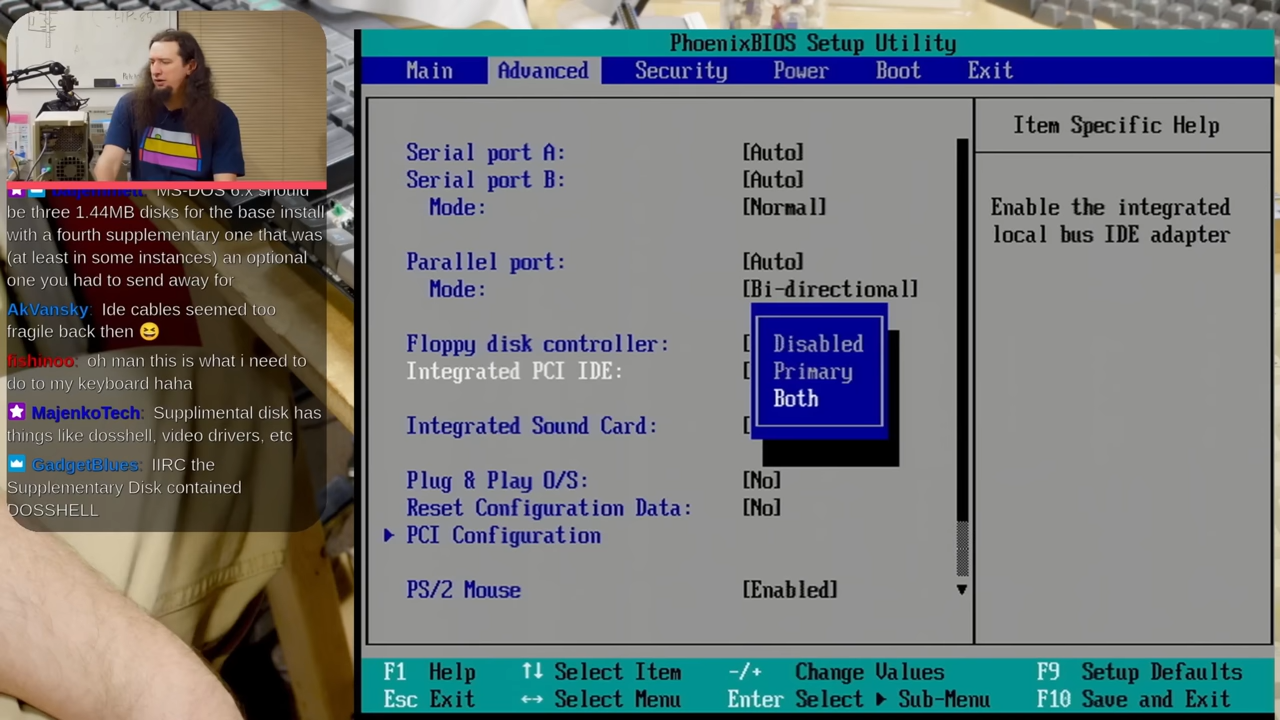 PhoenixBIOS Setup Utility
Main Advanced Security Power Boot Exit
Serial port A: [Auto]
Serial port B: [Auto]
Mode: [Normal]
Parallel port: [Auto]
Mode: [Bi-directional]
Floppy disk controller: [
Integrated PCI IDE: [
Integrated Sound Card: [
Disabled
Primary
Both
Plug & Play O/S: [No]
Reset Configuration Data: [No]
PCI Configuration
PS/2 Mouse [Enabled]
Item Specific Help
Enable the integrated
local bus IDE adapter
F1 Help ↑↓ Select Item -/+ Change Values F9 Setup Defaults
Esc Exit ↔ Select Menu Enter Select ▶ Sub-Menu F10 Save and Exit
MS-DOS 6.x should
be three 1.44MB disks for the base install
with a fourth supplementary one that was
(at least in some instances) an optional
one you had to send away for
AkVansky: Ide cables seemed too
fragile back then 😆
fishinoo: oh man this is what i need to
do to my keyboard haha
MajenkoTech: Supplimental disk has
things like dosshell, video drivers, etc
GadgetBlues: IIRC the
Supplementary Disk contained
DOSSHELL